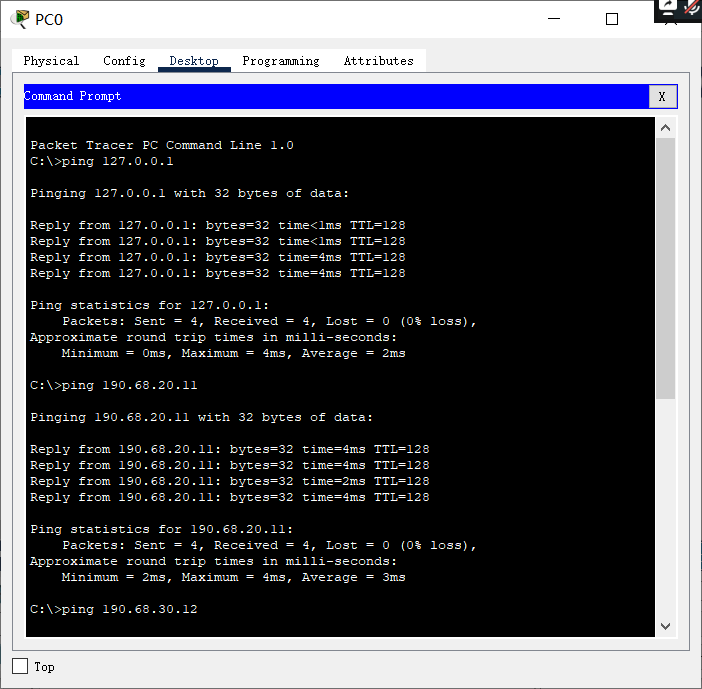 PC0
Physical Config Desktop Programming Attributes
Command Prompt
X
Packet Tracer PC Command Line 1.0
C:\>ping 127.0.0.1
Pinging 127.0.0.1 with 32 bytes of data:
Reply from 127.0.0.1: bytes=32 time<1ms TTL=128
Reply from 127.0.0.1: bytes=32 time<1ms TTL=128
Reply from 127.0.0.1: bytes=32 time=4ms TTL=128
Reply from 127.0.0.1: bytes=32 time=4ms TTL=128
Ping statistics for 127.0.0.1:
Packets: Sent = 4, Received = 4, Lost = 0 (0% loss),
Approximate round trip times in milli-seconds:
Minimum = 0ms, Maximum = 4ms, Average = 2ms
C:\>ping 190.68.20.11
Pinging 190.68.20.11 with 32 bytes of data:
Reply from 190.68.20.11: bytes=32 time=4ms TTL=128
Reply from 190.68.20.11: bytes=32 time=4ms TTL=128
Reply from 190.68.20.11: bytes=32 time=2ms TTL=128
Reply from 190.68.20.11: bytes=32 time=4ms TTL=128
Ping statistics for 190.68.20.11:
Packets: Sent = 4, Received = 4, Lost = 0 (0% loss),
Approximate round trip times in milli-seconds:
Minimum = 2ms, Maximum = 4ms, Average = 3ms
C:\>ping 190.68.30.12
Top